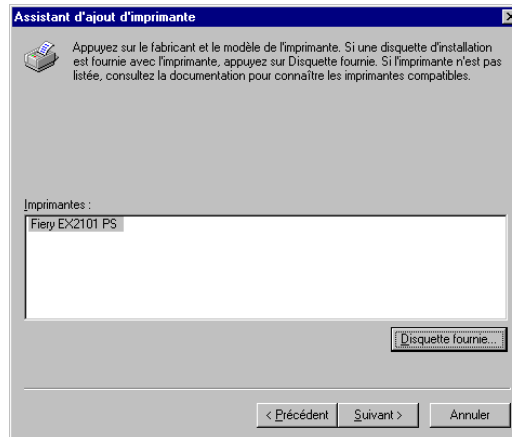 Assistant d'ajout d'imprimante
Appuyez sur le fabricant et le modèle de l'imprimante. Si une disquette d'installation
est fournie avec l'imprimante, appuyez sur Disquette fournie. Si l'imprimante n'est pas
listée, consultez la documentation pour connaître les imprimantes compatibles.
Imprimantes :
Fiery EX2101 PS
Disquette fournie...
< Précédent
Suivant >
Annuler